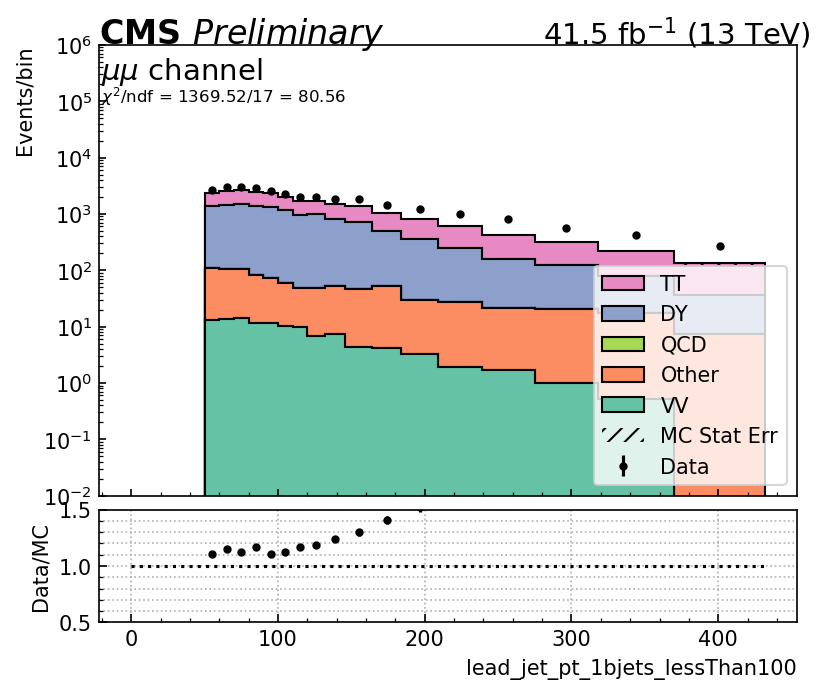 CMS Preliminary 41.5 fb⁻¹ (13 TeV)
μμ channel
χ²/ndf = 1369.52/17 = 80.56
Events/bin
10⁶
10⁵
10⁴
10³
10²
10¹
10⁰
10⁻¹
10⁻²
TT
DY
QCD
Other
VV
MC Stat Err
Data
Data/MC
1.5
1.0
0.5
0 100 200 300 400
lead_jet_pt_1bjets_lessThan100